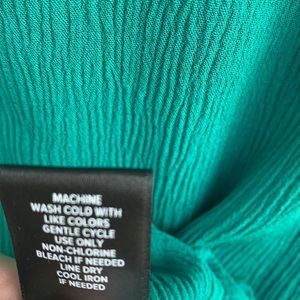 MACHINE
WASH COLD WITH
LIKE COLORS
GENTLE CYCLE
USE ONLY
NON-CHLORINE
BLEACH IF NEEDED
LINE DRY
COOL IRON
IF NEEDED